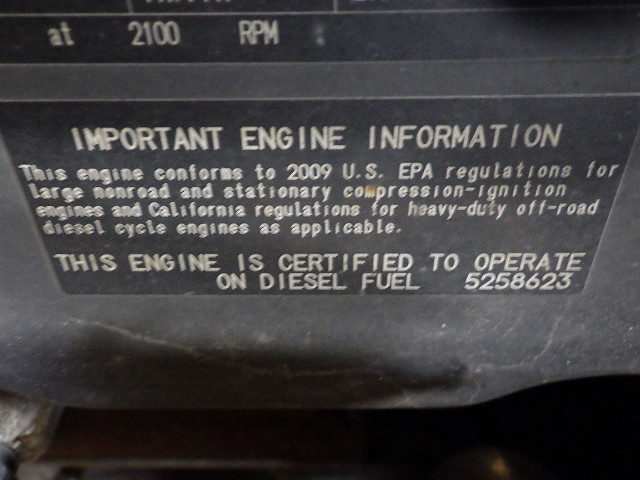 at 2100 RPM
IMPORTANT ENGINE INFORMATION
This engine conforms to 2009 U.S. EPA regulations for
large nonroad and stationary compression-ignition
engines and California regulations for heavy-duty off-road
diesel cycle engines as applicable.
THIS ENGINE IS CERTIFIED TO OPERATE
ON DIESEL FUEL 5258623